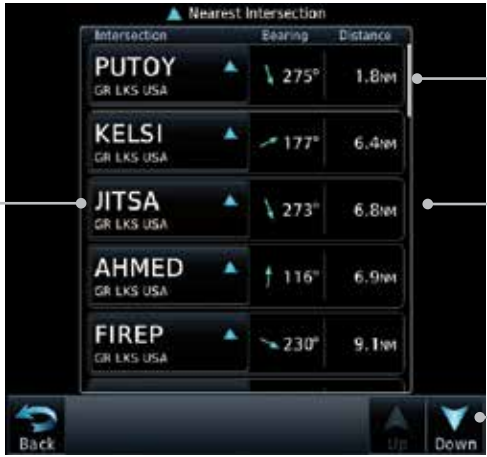 Nearest Intersection
Intersection Bearing Distance
PUTOY 275° 1.8NM
GR LKS USA
KELSI 177° 6.4NM
GR LKS USA
JITSA 273° 6.8NM
GR LKS USA
AHMED 116° 6.9NM
GR LKS USA
FIREP 230° 9.1NM
GR LKS USA
Back Up Down